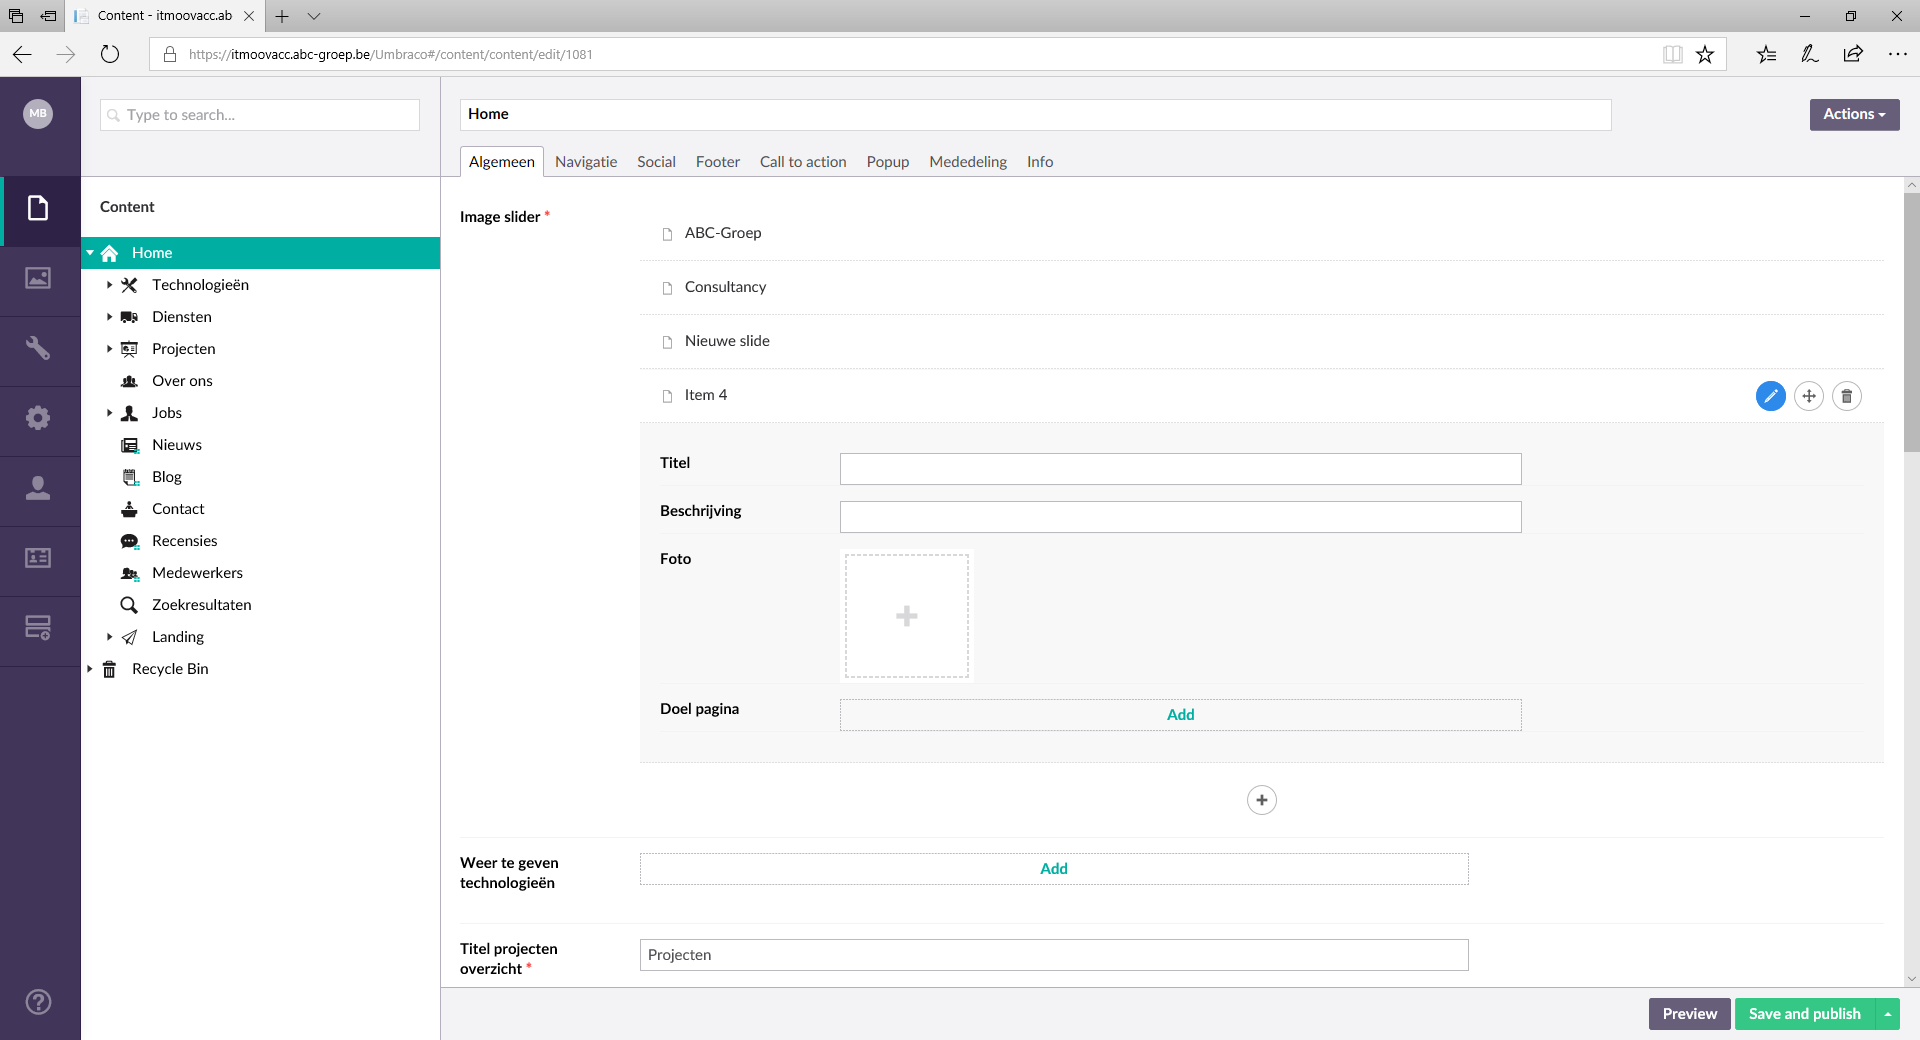 Content - itmoovacc.ab
https://itmoovacc.abc-groep.be/Umbraco#/content/content/edit/1081
MB
Type to search...
Home
Actions
Algemeen Navigatie Social Footer Call to action Popup Mededeling Info
Content
Home
Technologieën
Diensten
Projecten
Over ons
Jobs
Nieuws
Blog
Contact
Recensies
Medewerkers
Zoekresultaten
Landing
Recycle Bin
Image slider *
ABC-Groep
Consultancy
Nieuwe slide
Item 4
Titel
Beschrijving
Foto
Doel pagina
Add
Weer te geven
technologieën
Add
Titel projecten
overzicht *
Projecten
Preview
Save and publish